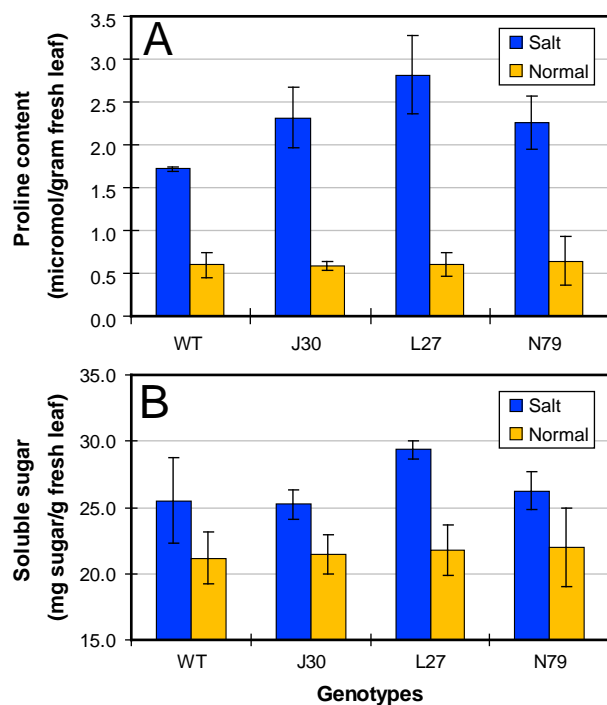 A
Salt
Normal
Proline content
(micromol/gram fresh leaf)
3.5
3.0
2.5
2.0
1.5
1.0
0.5
0.0
WT J30 L27 N79
B
Salt
Normal
Soluble sugar
(mg sugar/g fresh leaf)
35.0
30.0
25.0
20.0
15.0
WT J30 L27 N79
Genotypes